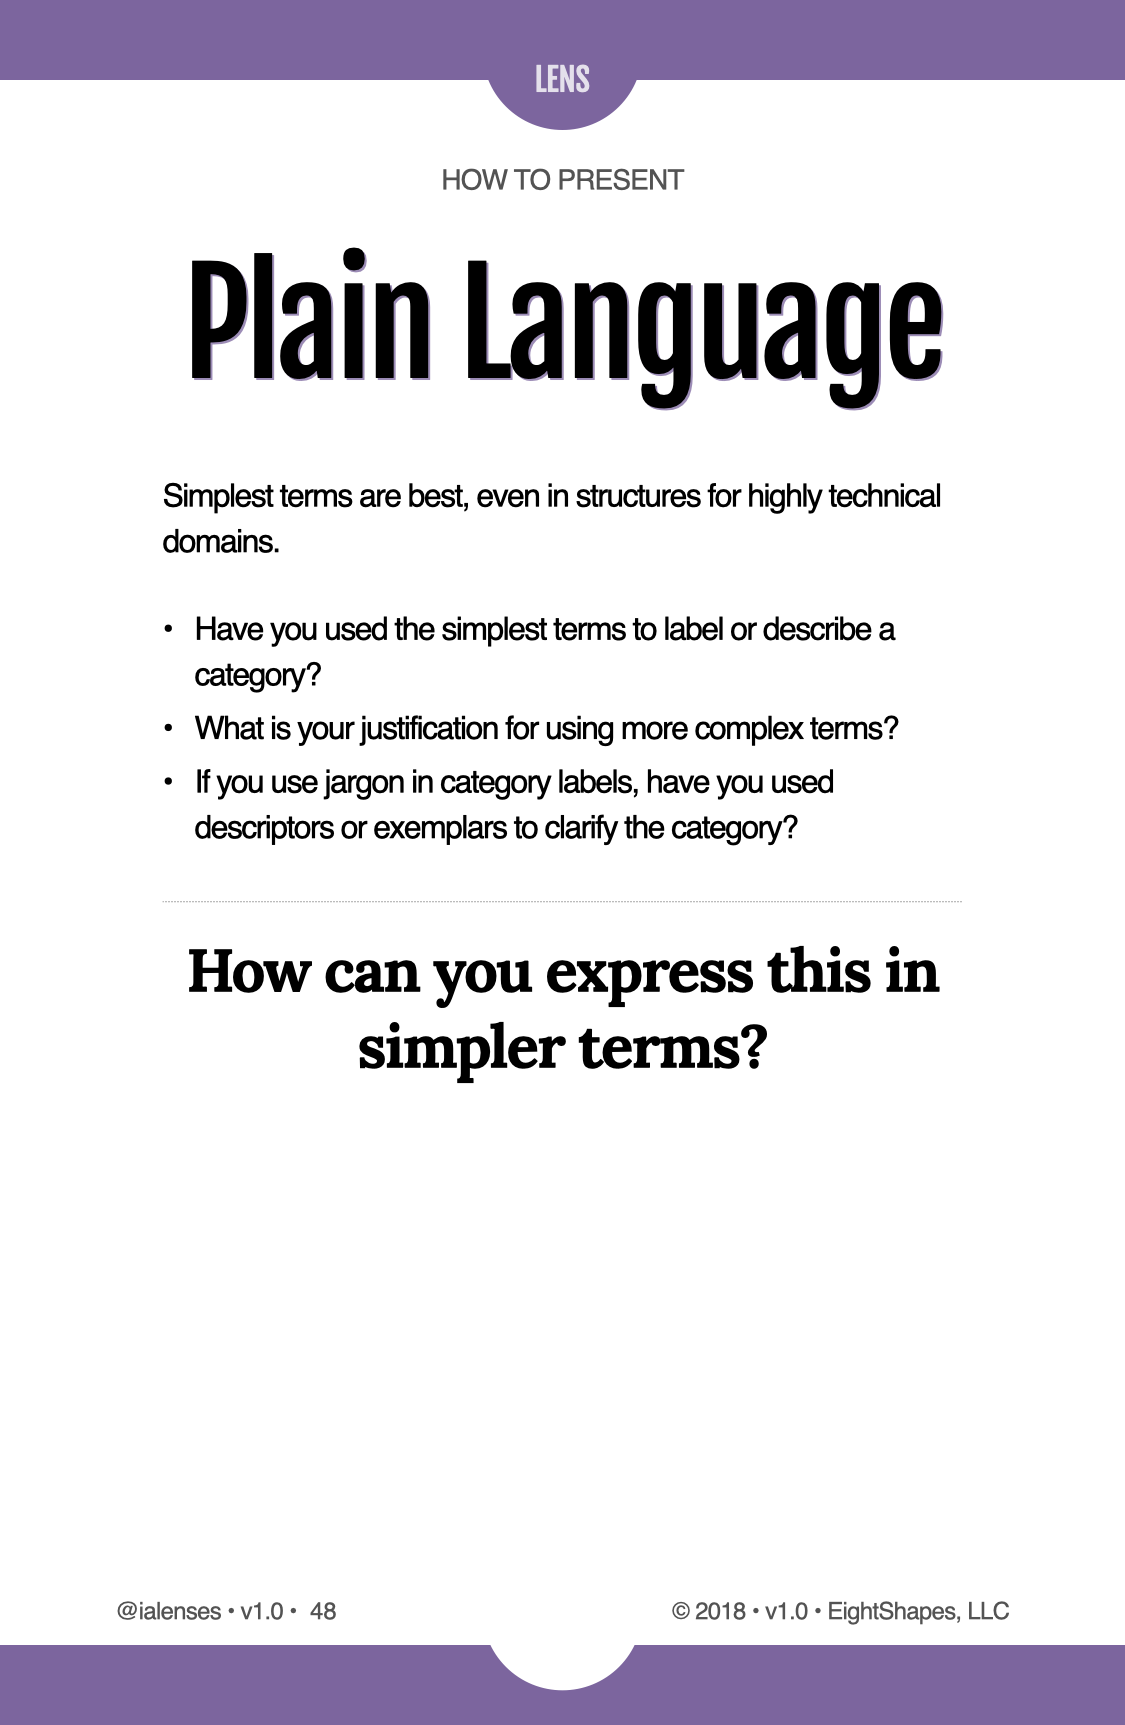 LENS
HOW TO PRESENT
Plain Language
Simplest terms are best, even in structures for highly technical
domains.
• Have you used the simplest terms to label or describe a
category?
• What is your justification for using more complex terms?
• If you use jargon in category labels, have you used
descriptors or exemplars to clarify the category?
How can you express this in
simpler terms?
@ialenses • v1.0 • 48
© 2018 • v1.0 • EightShapes, LLC